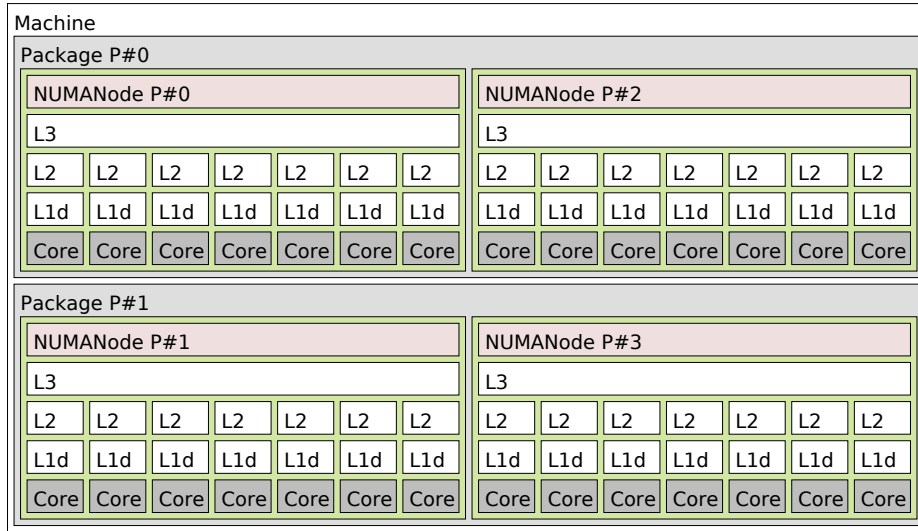 Machine
Package P#0
NUMANode P#0 NUMANode P#2
L3 L3
L2 L2 L2 L2 L2 L2 L2 L2 L2 L2 L2 L2 L2 L2
L1d L1d L1d L1d L1d L1d L1d L1d L1d L1d L1d L1d L1d L1d
Core Core Core Core Core Core Core Core Core Core Core Core Core Core
Package P#1
NUMANode P#1 NUMANode P#3
L3 L3
L2 L2 L2 L2 L2 L2 L2 L2 L2 L2 L2 L2 L2 L2
L1d L1d L1d L1d L1d L1d L1d L1d L1d L1d L1d L1d L1d L1d
Core Core Core Core Core Core Core Core Core Core Core Core Core Core